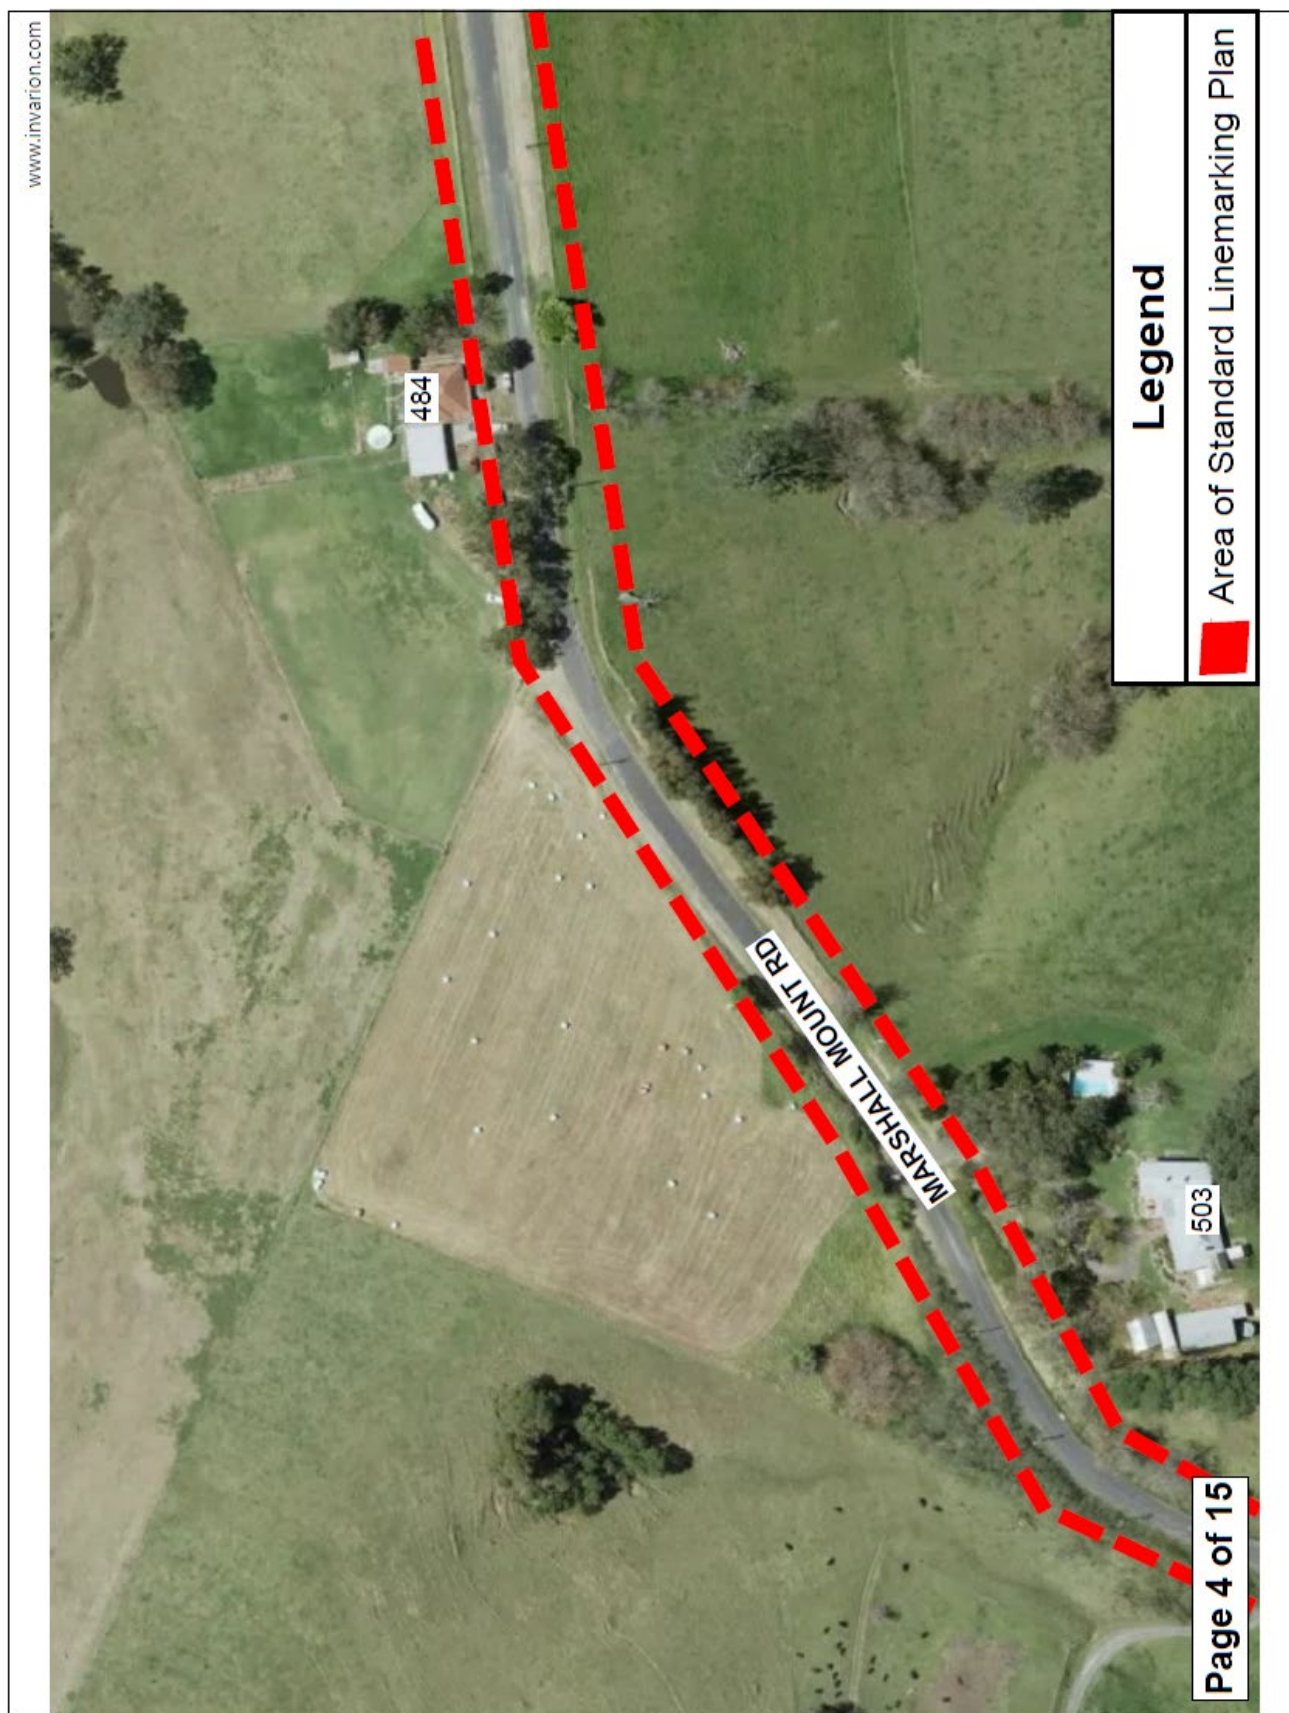 www.invarion.com
484
MARSHALL MOUNT RD
503
Legend
Area of Standard Linemarking Plan
Page 4 of 15